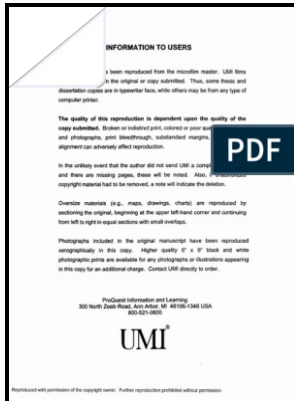 INFORMATION TO USERS
has been reproduced from the microfilm master. UMI films
in the original or copy submitted. Thus, some thesis and
dissertation copies are in typewriter face, while others may be from any type of
computer printer.
The quality of this reproduction is dependent upon the quality of the
copy submitted. Broken or indistinct print, colored or poor
and photographs, print bleedthrough, substandard margins,
alignment can adversely affect reproduction.
PDF
In the unlikely event that the author did not send UMI a
and there are missing pages, these will be noted. Also, if
copyright material had to be removed, a note will indicate the deletion.
Oversize materials (e.g., maps, drawings, charts) are reproduced by
sectioning the original, beginning at the upper left-hand corner and continuing
from left to right in equal sections with small overlaps.
Photographs included in the original manuscript have been reproduced
xerographically in this copy. Higher quality 6" x 9" black and white
photographic prints are available for any photographs or illustrations appearing
in this copy for an additional charge. Contact UMI directly to order.
ProQuest Information and Learning
300 North Zeeb Road, Ann Arbor, MI 48106-1346 USA
800-521-0600
UMI®
Reproduced with permission of the copyright owner. Further reproduction prohibited without permission.